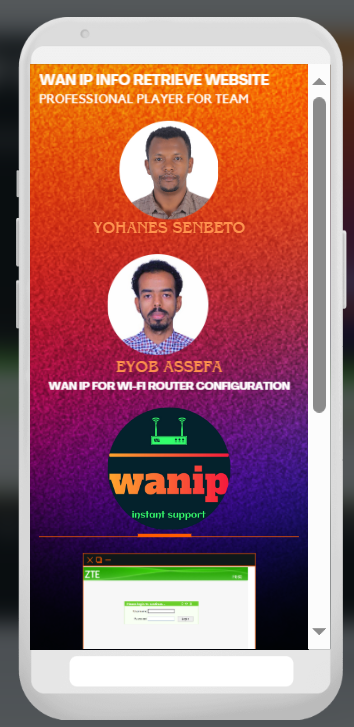 WAN IP INFO RETRIEVE WEBSITE
PROFESSIONAL PLAYER FOR TEAM
YOHANES SENBETO
EYOB ASSEFA
WAN IP FOR WI-FI ROUTER CONFIGURATION
wanip
instant support
ZTE